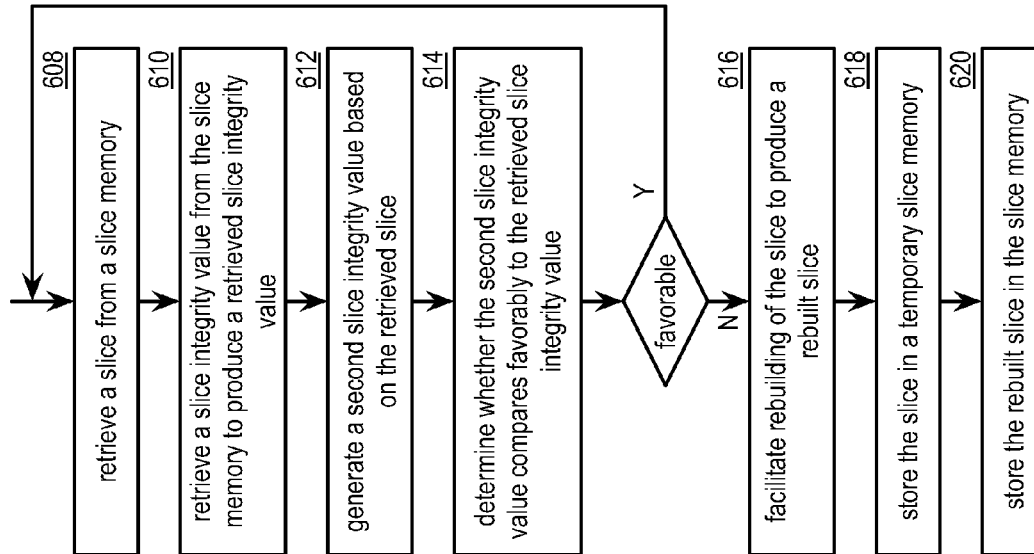 608
retrieve a slice from a slice memory
610
retrieve a slice integrity value from the slice
memory to produce a retrieved slice integrity
value
612
generate a second slice integrity value based
on the retrieved slice
614
determine whether the second slice integrity
value compares favorably to the retrieved slice
integrity value
favorable
Y
N
616
facilitate rebuilding of the slice to produce a
rebuilt slice
618
store the slice in a temporary slice memory
620
store the rebuilt slice in the slice memory